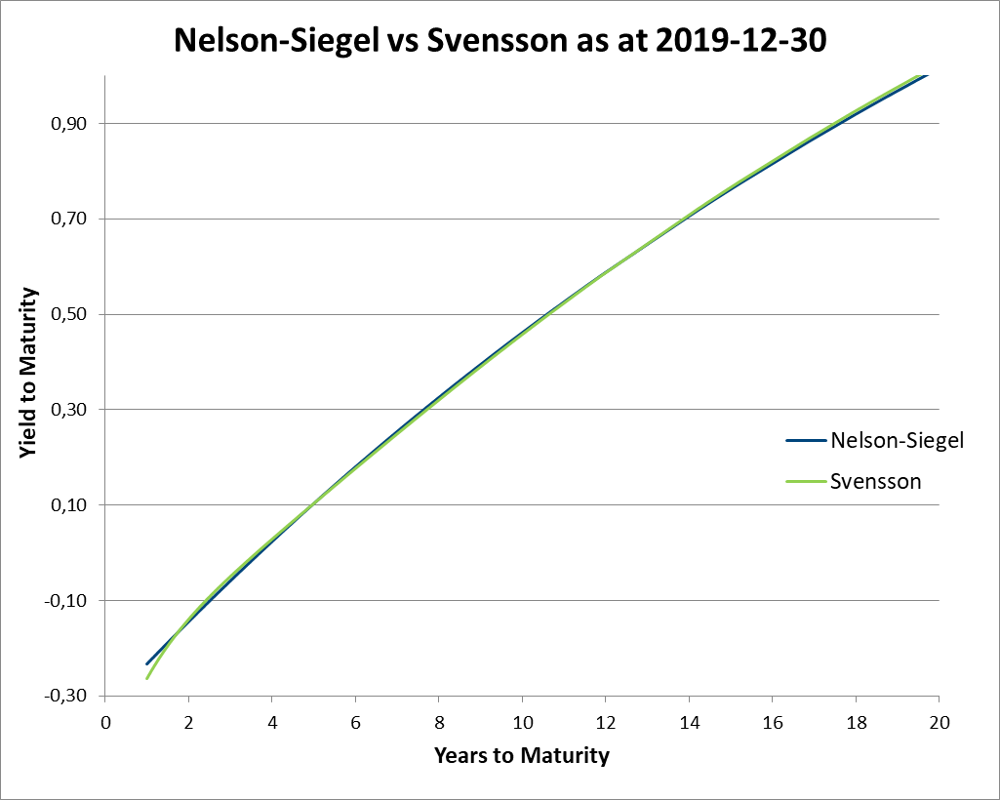 Nelson-Siegel vs Svensson as at 2019-12-30
Yield to Maturity
0,90
0,70
0,50
0,30
0,10
-0,10
-0,30
Nelson-Siegel
Svensson
0 2 4 6 8 10 12 14 16 18 20
Years to Maturity